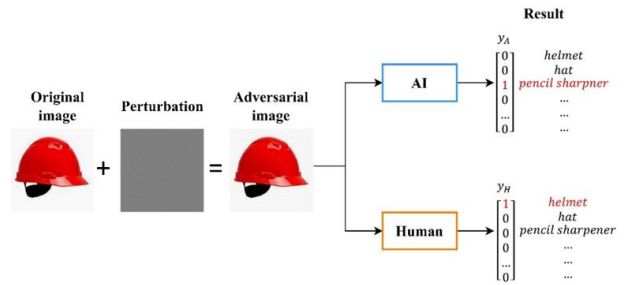 Result
Original image
Perturbation
Adversarial image
+
=
AI
y_A
0 helmet
0 hat
1 pencil sharpner
0 ...
... ...
0 ...
Human
y_H
1 helmet
0 hat
0 pencil sharpener
0 ...
... ...
0 ...